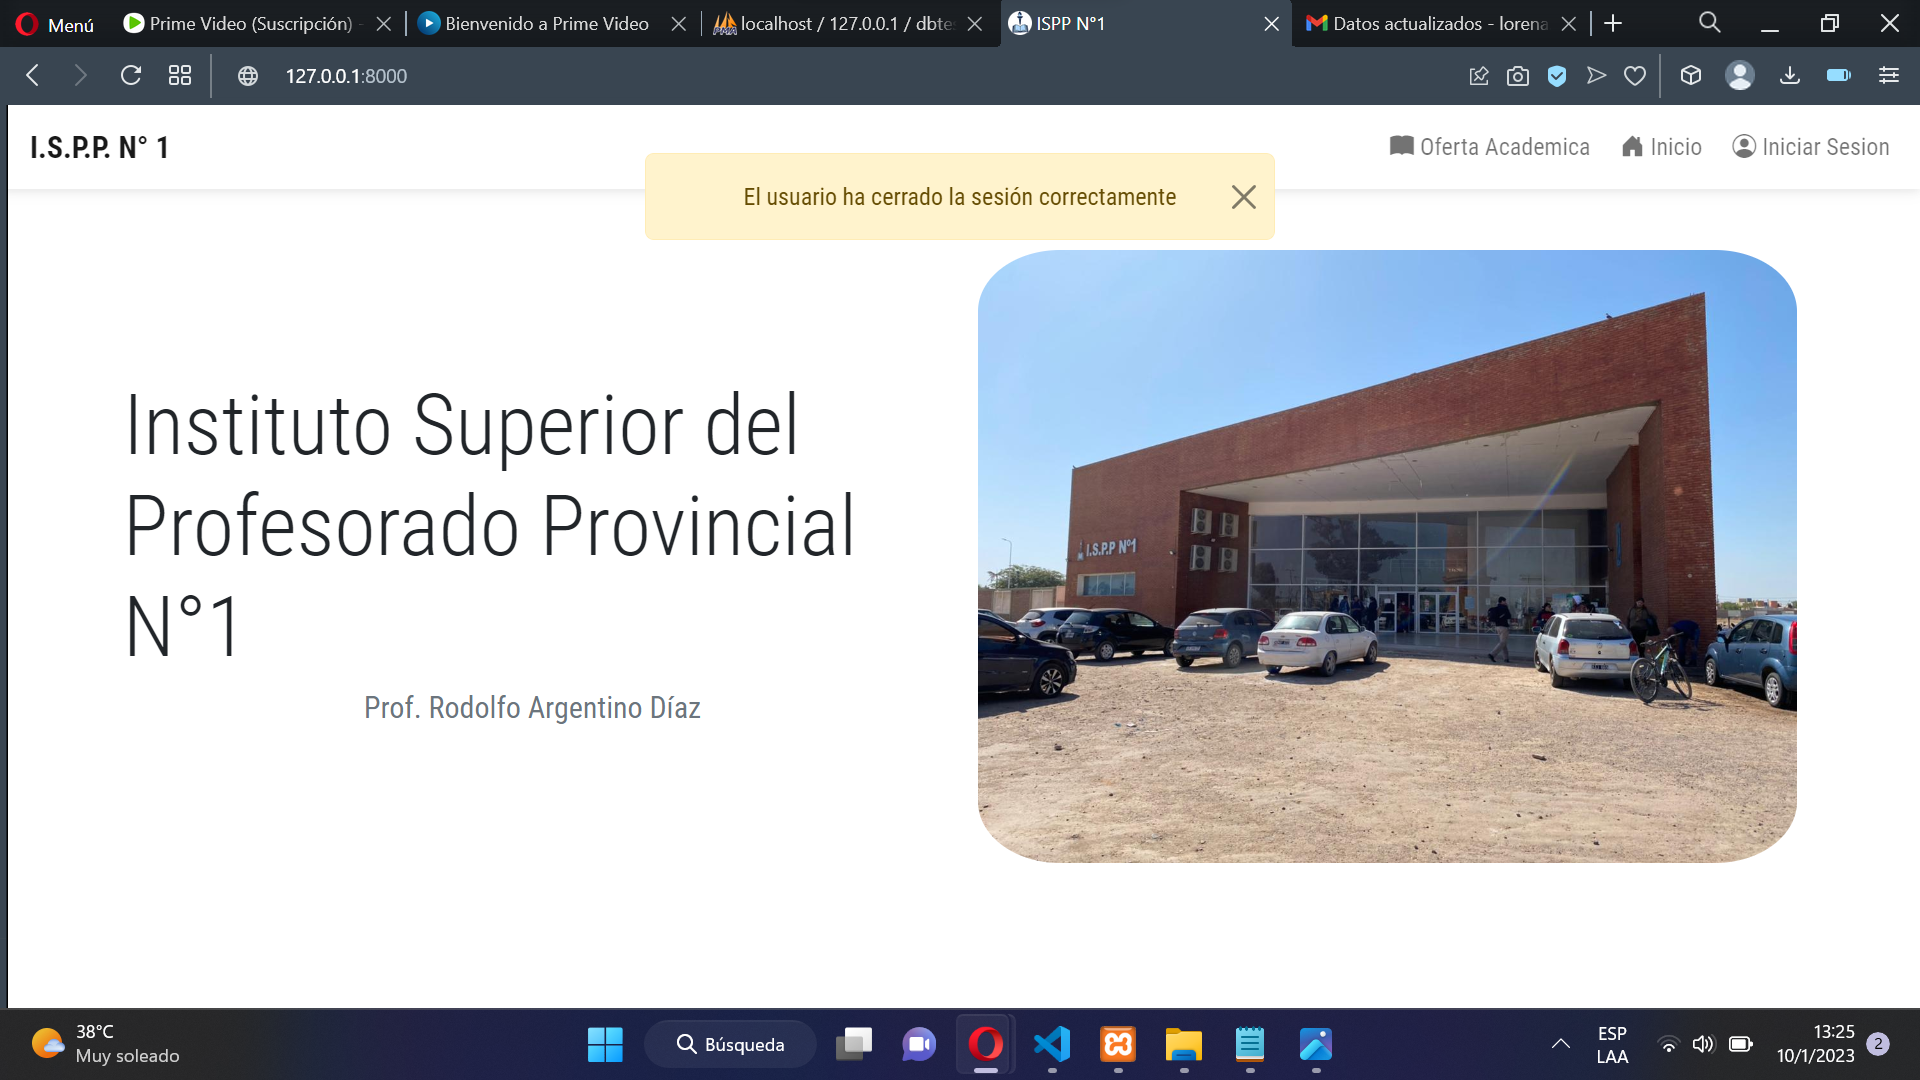 Menú
Prime Video (Suscripción) -
Bienvenido a Prime Video
localhost / 127.0.0.1 / dbtes
ISPP N°1
Datos actualizados - lorena
127.0.0.1:8000
I.S.P.P. N° 1
Oferta Academica
Inicio
Iniciar Sesion
El usuario ha cerrado la sesión correctamente
Instituto Superior del
Profesorado Provincial
N°1
Prof. Rodolfo Argentino Díaz
I.S.P.P Nº1
38°C
Muy soleado
Búsqueda
ESP
LAA
13:25
10/1/2023
2